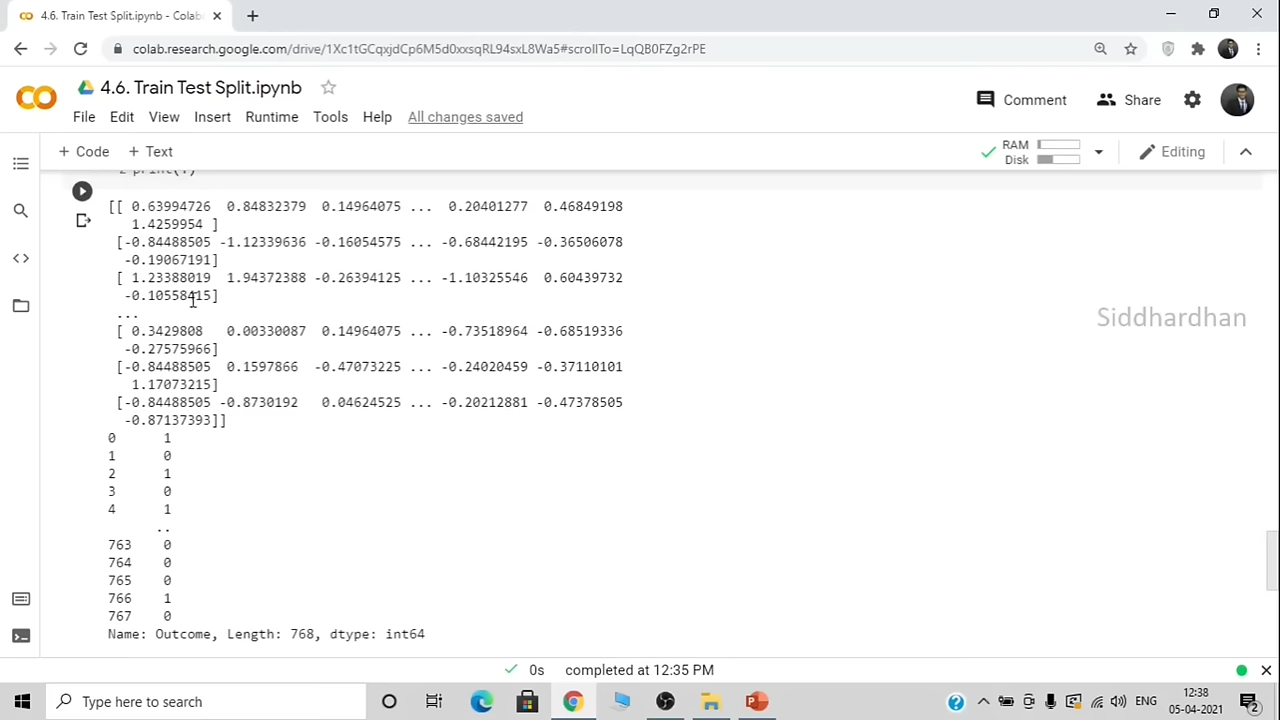 4.6. Train Test Split.ipynb - Colab
colab.research.google.com/drive/1Xc1tGCqxjdCp6M5d0xxsqRL94sxL8Wa5#scrollTo=LqQB0FZg2rPE
4.6. Train Test Split.ipynb
Comment
Share
File Edit View Insert Runtime Tools Help All changes saved
+ Code + Text
RAM
Disk
Editing
2 print(Y)
[[ 0.63994726 0.84832379 0.14964075 ... 0.20401277 0.46849198
1.4259954 ]
[-0.84488505 -1.12339636 -0.16054575 ... -0.68442195 -0.36506078
-0.19067191]
[ 1.23388019 1.94372388 -0.26394125 ... -1.10325546 0.60439732
-0.10558415]
...
[ 0.3429808 0.00330087 0.14964075 ... -0.73518964 -0.68519336
-0.27575966]
[-0.84488505 0.1597866 -0.47073225 ... -0.24020459 -0.37110101
1.17073215]
[-0.84488505 -0.8730192 0.04624525 ... -0.20212881 -0.47378505
-0.87137393]]
0 1
1 0
2 1
3 0
4 1
..
763 0
764 0
765 0
766 1
767 0
Name: Outcome, Length: 768, dtype: int64
Siddhardhan
0s completed at 12:35 PM
Type here to search
ENG
12:38
05-04-2021
2